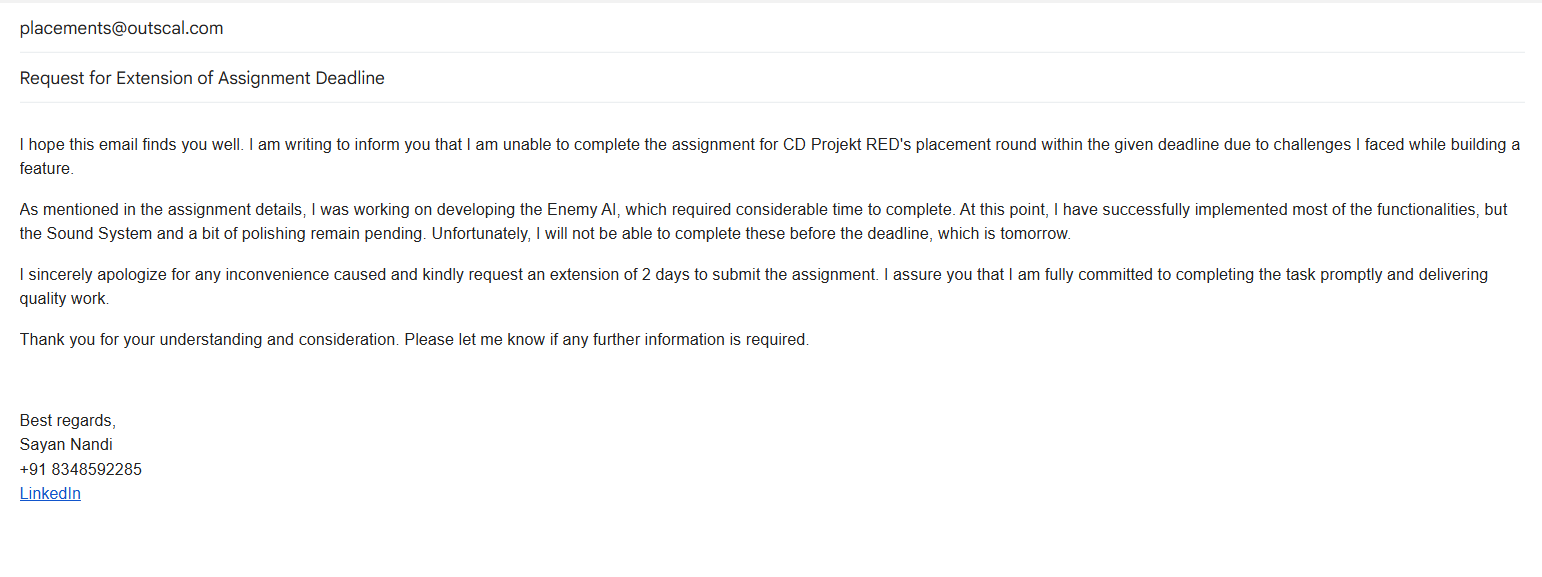 placements@outscal.com
Request for Extension of Assignment Deadline
I hope this email finds you well. I am writing to inform you that I am unable to complete the assignment for CD Projekt RED's placement round within the given deadline due to challenges I faced while building a
feature.
As mentioned in the assignment details, I was working on developing the Enemy AI, which required considerable time to complete. At this point, I have successfully implemented most of the functionalities, but
the Sound System and a bit of polishing remain pending. Unfortunately, I will not be able to complete these before the deadline, which is tomorrow.
I sincerely apologize for any inconvenience caused and kindly request an extension of 2 days to submit the assignment. I assure you that I am fully committed to completing the task promptly and delivering
quality work.
Thank you for your understanding and consideration. Please let me know if any further information is required.
Best regards,
Sayan Nandi
+91 8348592285
LinkedIn